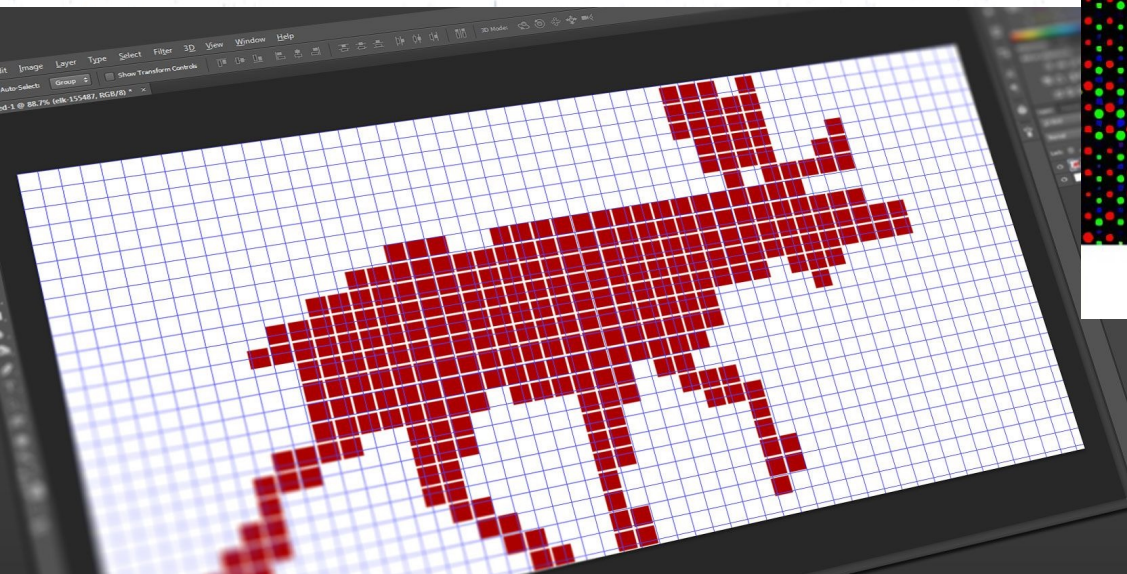 Image Layer Type Select Filter 3D View Window Help
Auto-Select: Group Show Transform Controls 3D Mode:
@ 88.7% (elk-155487, RGB/8) * ×